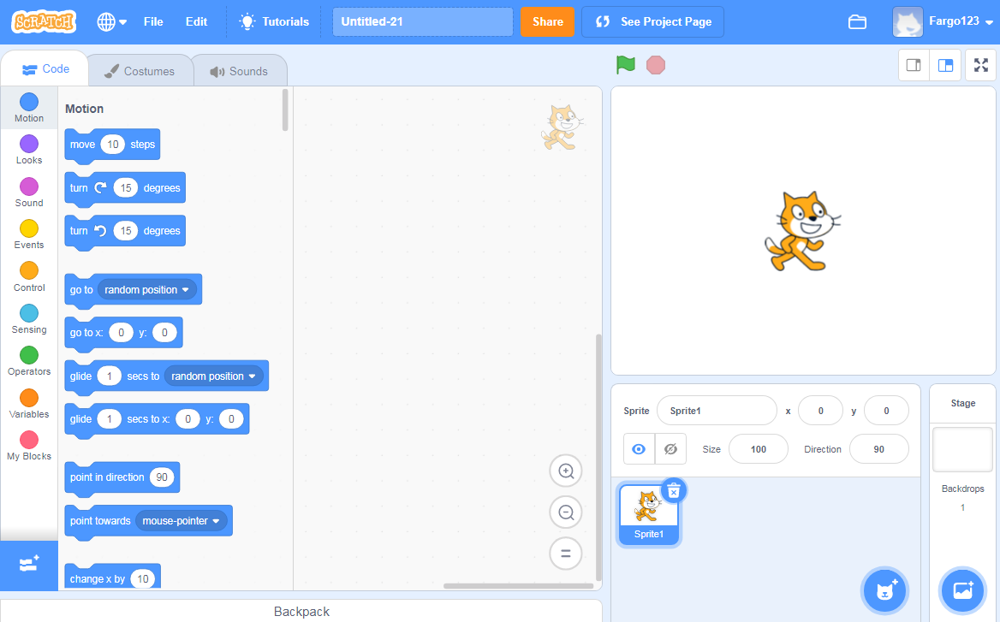 SCRATCH File Edit Tutorials Untitled-21 Share See Project Page Fargo123
Code Costumes Sounds
Motion
Looks
Sound
Events
Control
Sensing
Operators
Variables
My Blocks
Motion
move 10 steps
turn 15 degrees
turn 15 degrees
go to random position
go to x: 0 y: 0
glide 1 secs to random position
glide 1 secs to x: 0 y: 0
point in direction 90
point towards mouse-pointer
change x by 10
Backpack
Sprite Sprite1 x 0 y 0
Size 100 Direction 90
Sprite1
Stage
Backdrops
1